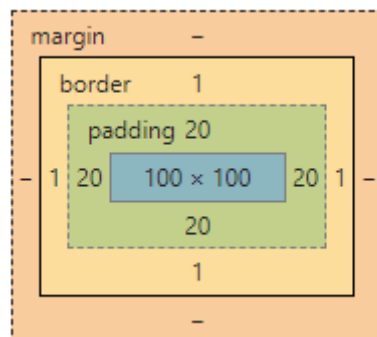 margin –
border 1
padding 20
– 1 20 100 × 100 20 1 –
20
1
–